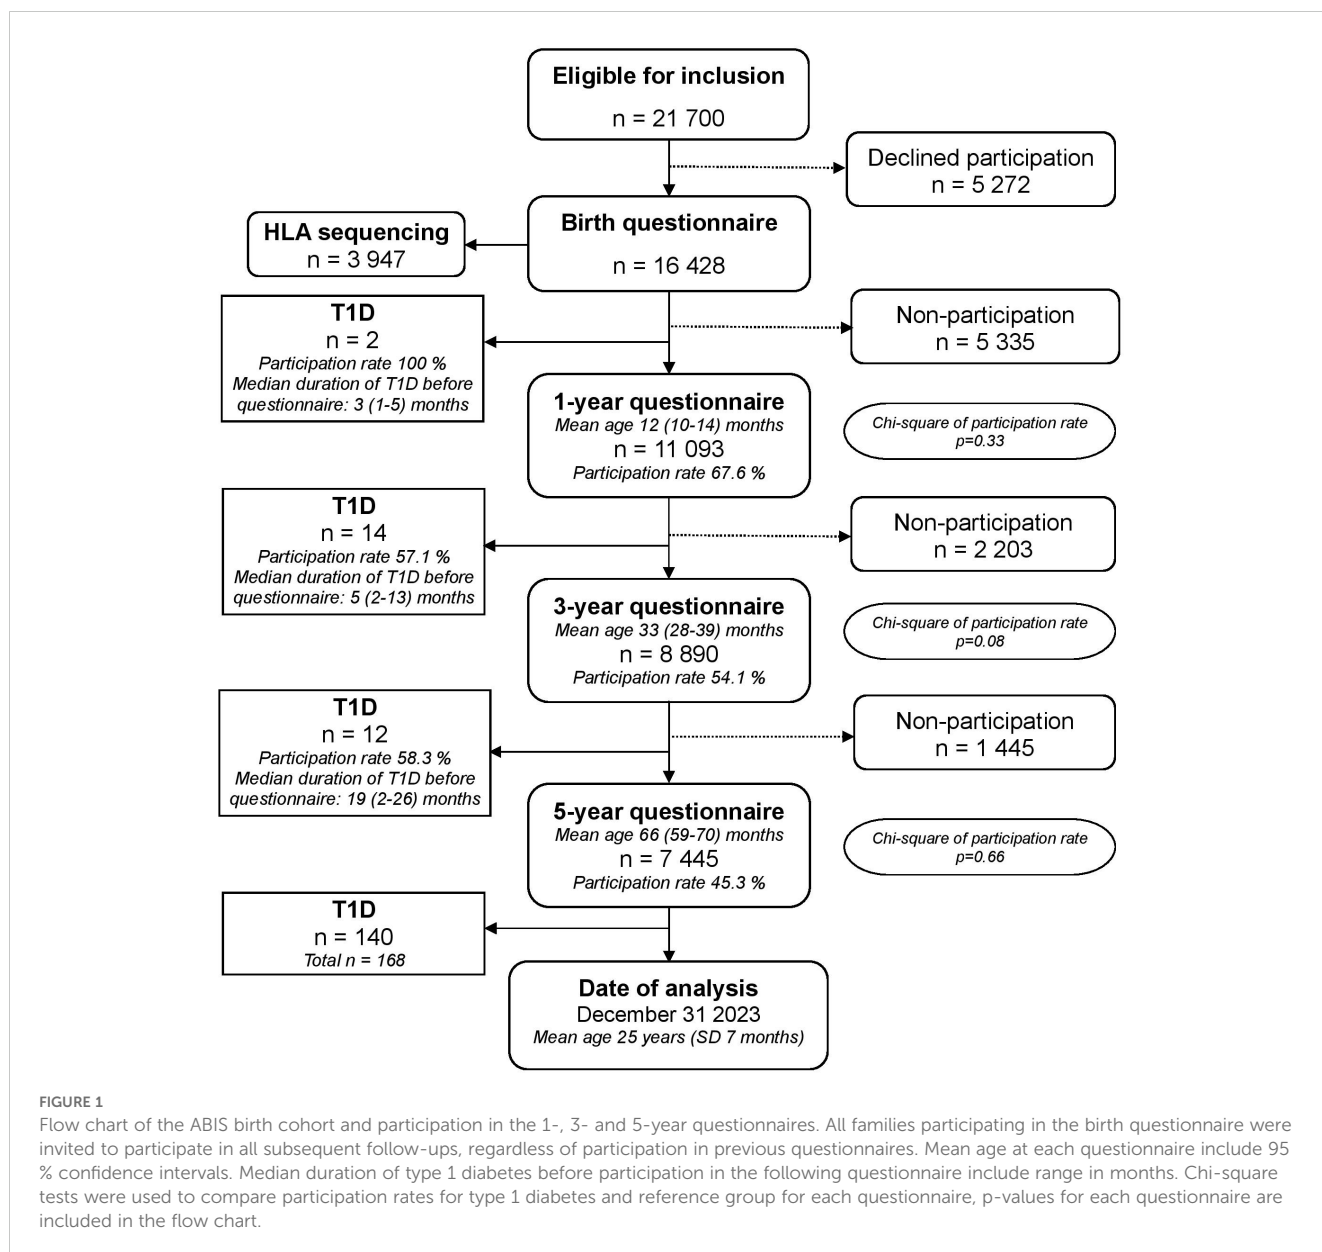 Eligible for inclusion
n = 21 700
Declined participation
n = 5 272
Birth questionnaire
n = 16 428
HLA sequencing
n = 3 947
T1D
n = 2
Participation rate 100 %
Median duration of T1D before
questionnaire: 3 (1-5) months
Non-participation
n = 5 335
1-year questionnaire
Mean age 12 (10-14) months
n = 11 093
Participation rate 67.6 %
Chi-square of participation rate
p=0.33
T1D
n = 14
Participation rate 57.1 %
Median duration of T1D before
questionnaire: 5 (2-13) months
Non-participation
n = 2 203
3-year questionnaire
Mean age 33 (28-39) months
n = 8 890
Participation rate 54.1 %
Chi-square of participation rate
p=0.08
T1D
n = 12
Participation rate 58.3 %
Median duration of T1D before
questionnaire: 19 (2-26) months
Non-participation
n = 1 445
5-year questionnaire
Mean age 66 (59-70) months
n = 7 445
Participation rate 45.3 %
Chi-square of participation rate
p=0.66
T1D
n = 140
Total n = 168
Date of analysis
December 31 2023
Mean age 25 years (SD 7 months)
FIGURE 1
Flow chart of the ABIS birth cohort and participation in the 1-, 3- and 5-year questionnaires. All families participating in the birth questionnaire were
invited to participate in all subsequent follow-ups, regardless of participation in previous questionnaires. Mean age at each questionnaire include 95
% confidence intervals. Median duration of type 1 diabetes before participation in the following questionnaire include range in months. Chi-square
tests were used to compare participation rates for type 1 diabetes and reference group for each questionnaire, p-values for each questionnaire are
included in the flow chart.